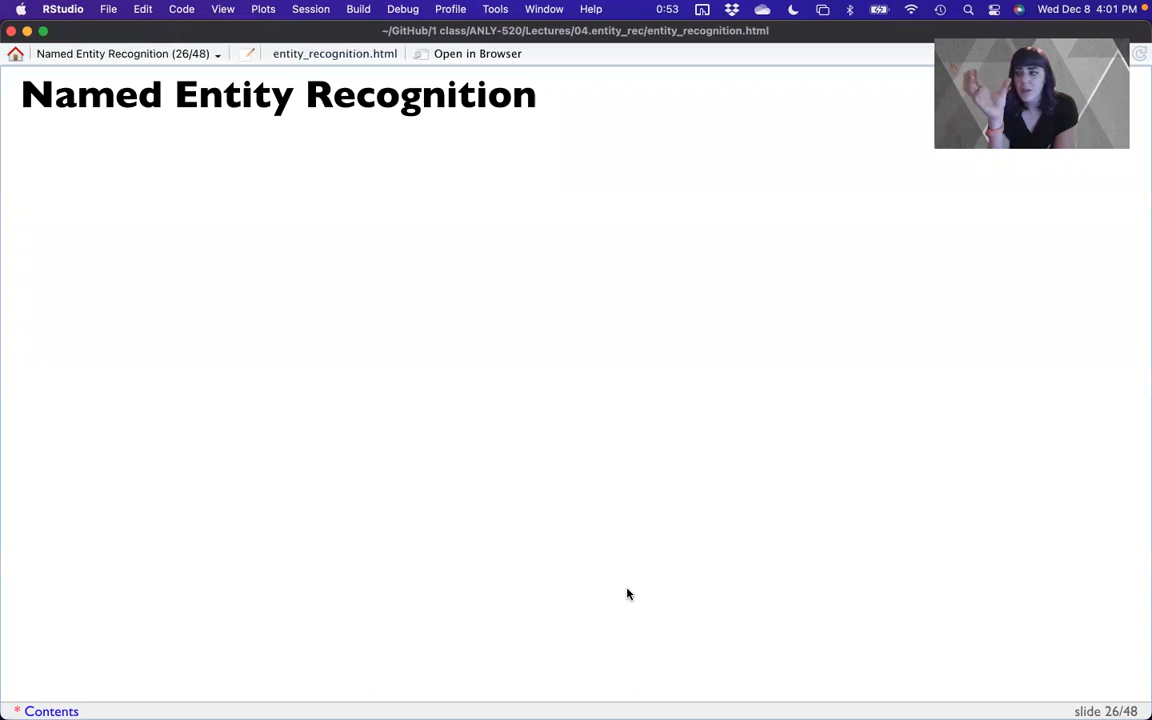 RStudio File Edit Code View Plots Session Build Debug Profile Tools Window Help 0:53 Wed Dec 8 4:01 PM
~/GitHub/1 class/ANLY-520/Lectures/04.entity_rec/entity_recognition.html
Named Entity Recognition (26/48) entity_recognition.html Open in Browser
Named Entity Recognition
* Contents slide 26/48